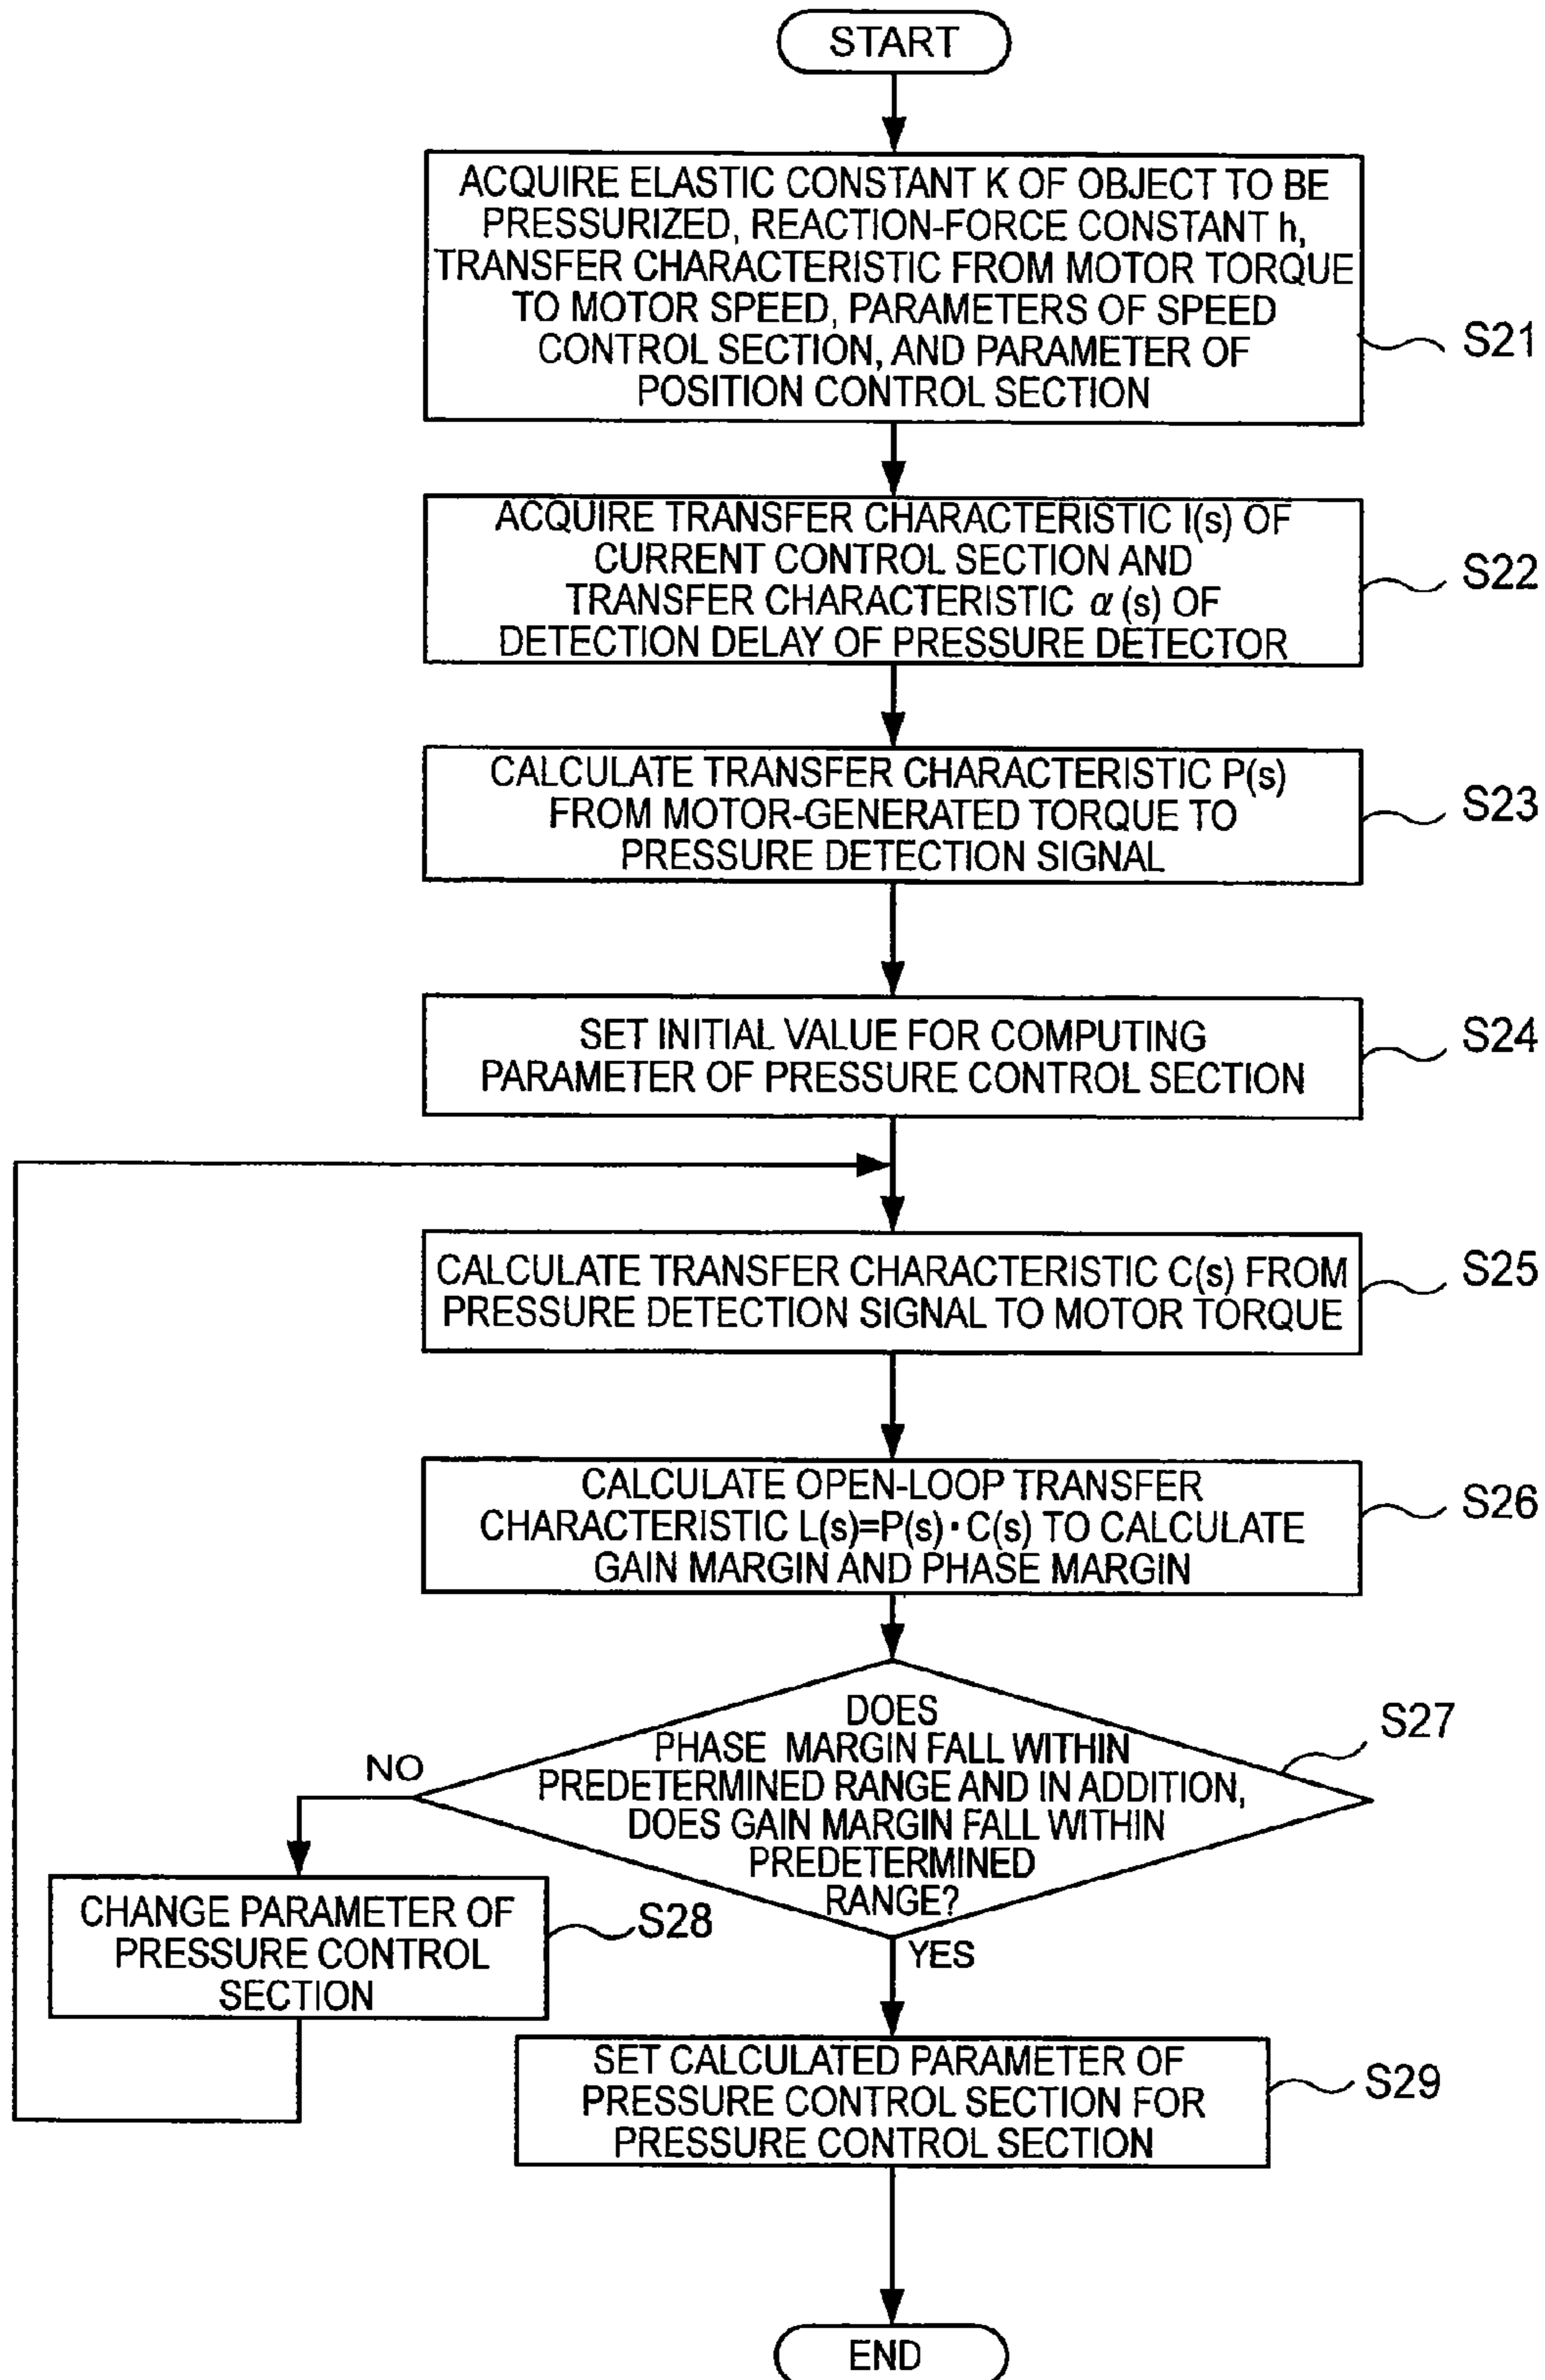 START
ACQUIRE ELASTIC CONSTANT K OF OBJECT TO BE
PRESSURIZED, REACTION-FORCE CONSTANT h,
TRANSFER CHARACTERISTIC FROM MOTOR TORQUE
TO MOTOR SPEED, PARAMETERS OF SPEED
CONTROL SECTION, AND PARAMETER OF
POSITION CONTROL SECTION
S21
ACQUIRE TRANSFER CHARACTERISTIC I(s) OF
CURRENT CONTROL SECTION AND
TRANSFER CHARACTERISTIC α (s) OF
DETECTION DELAY OF PRESSURE DETECTOR
S22
CALCULATE TRANSFER CHARACTERISTIC P(s)
FROM MOTOR-GENERATED TORQUE TO
PRESSURE DETECTION SIGNAL
S23
SET INITIAL VALUE FOR COMPUTING
PARAMETER OF PRESSURE CONTROL SECTION
S24
CALCULATE TRANSFER CHARACTERISTIC C(s) FROM
PRESSURE DETECTION SIGNAL TO MOTOR TORQUE
S25
CALCULATE OPEN-LOOP TRANSFER
CHARACTERISTIC L(s)=P(s)・C(s) TO CALCULATE
GAIN MARGIN AND PHASE MARGIN
S26
DOES
PHASE MARGIN FALL WITHIN
PREDETERMINED RANGE AND IN ADDITION,
DOES GAIN MARGIN FALL WITHIN
PREDETERMINED
RANGE?
S27
NO
CHANGE PARAMETER OF
PRESSURE CONTROL
SECTION
S28
YES
SET CALCULATED PARAMETER OF
PRESSURE CONTROL SECTION FOR
PRESSURE CONTROL SECTION
S29
END